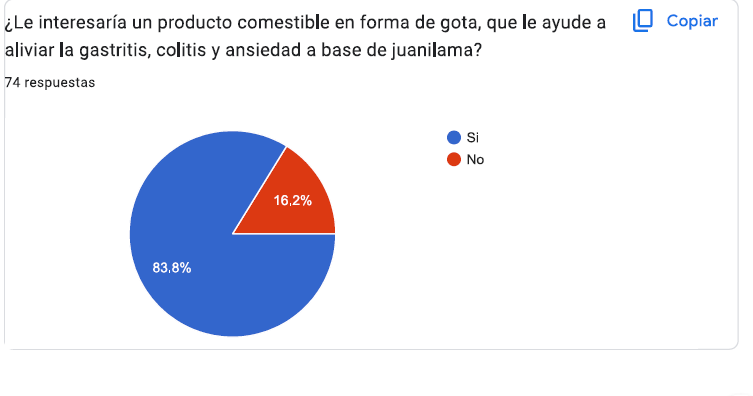 ¿Le interesaría un producto comestible en forma de gota, que le ayude a
aliviar la gastritis, colitis y ansiedad a base de juanilama?
Copiar
74 respuestas
Si
No
16,2%
83,8%